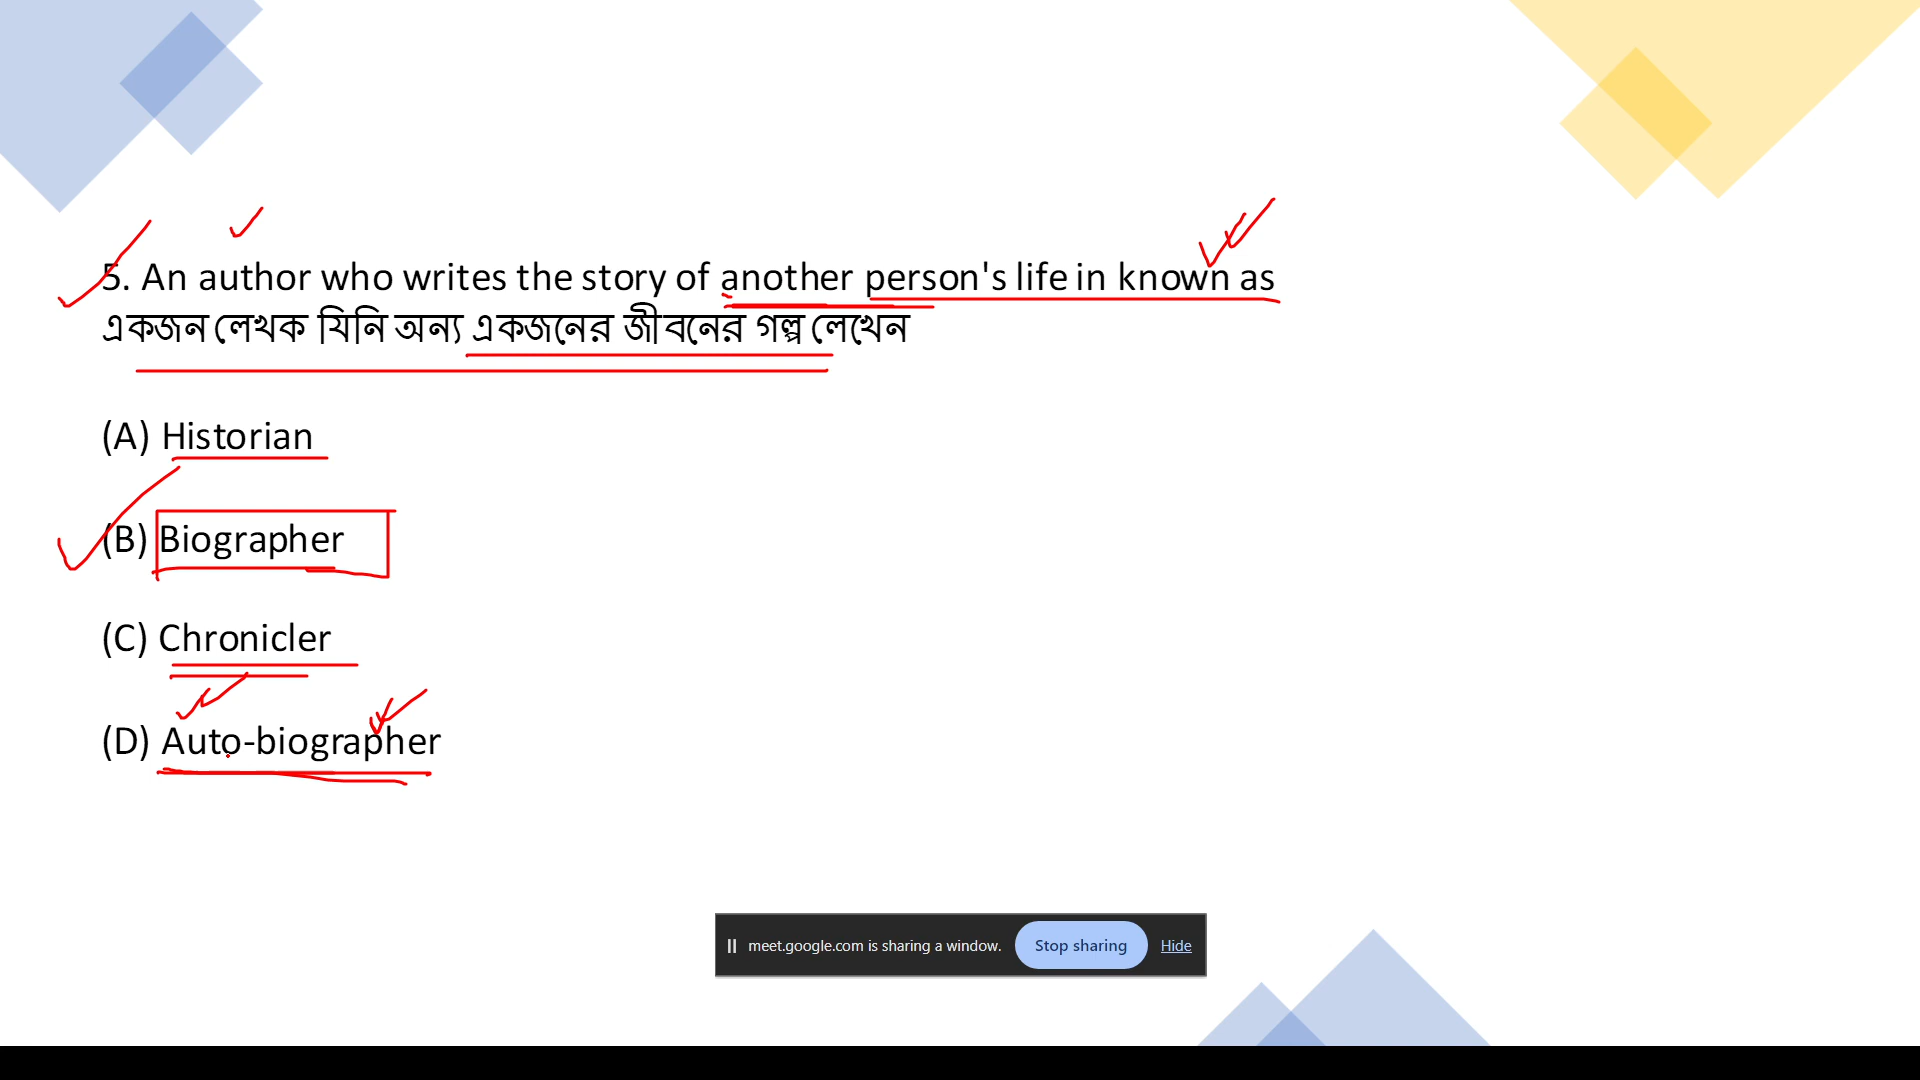 5. An author who writes the story of another person's life in known as
একজন লেখক যিনি অন্য একজনের জীবনের গল্প লেখেন
(A) Historian
(B) Biographer
(C) Chronicler
(D) Auto-biographer
meet.google.com is sharing a window. Stop sharing Hide